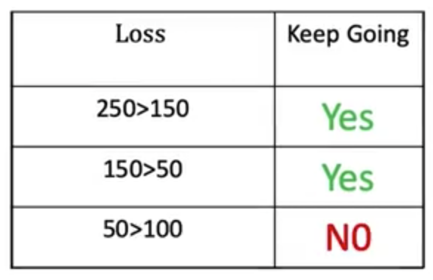 Loss Keep Going
250>150 Yes
150>50 Yes
50>100 N0